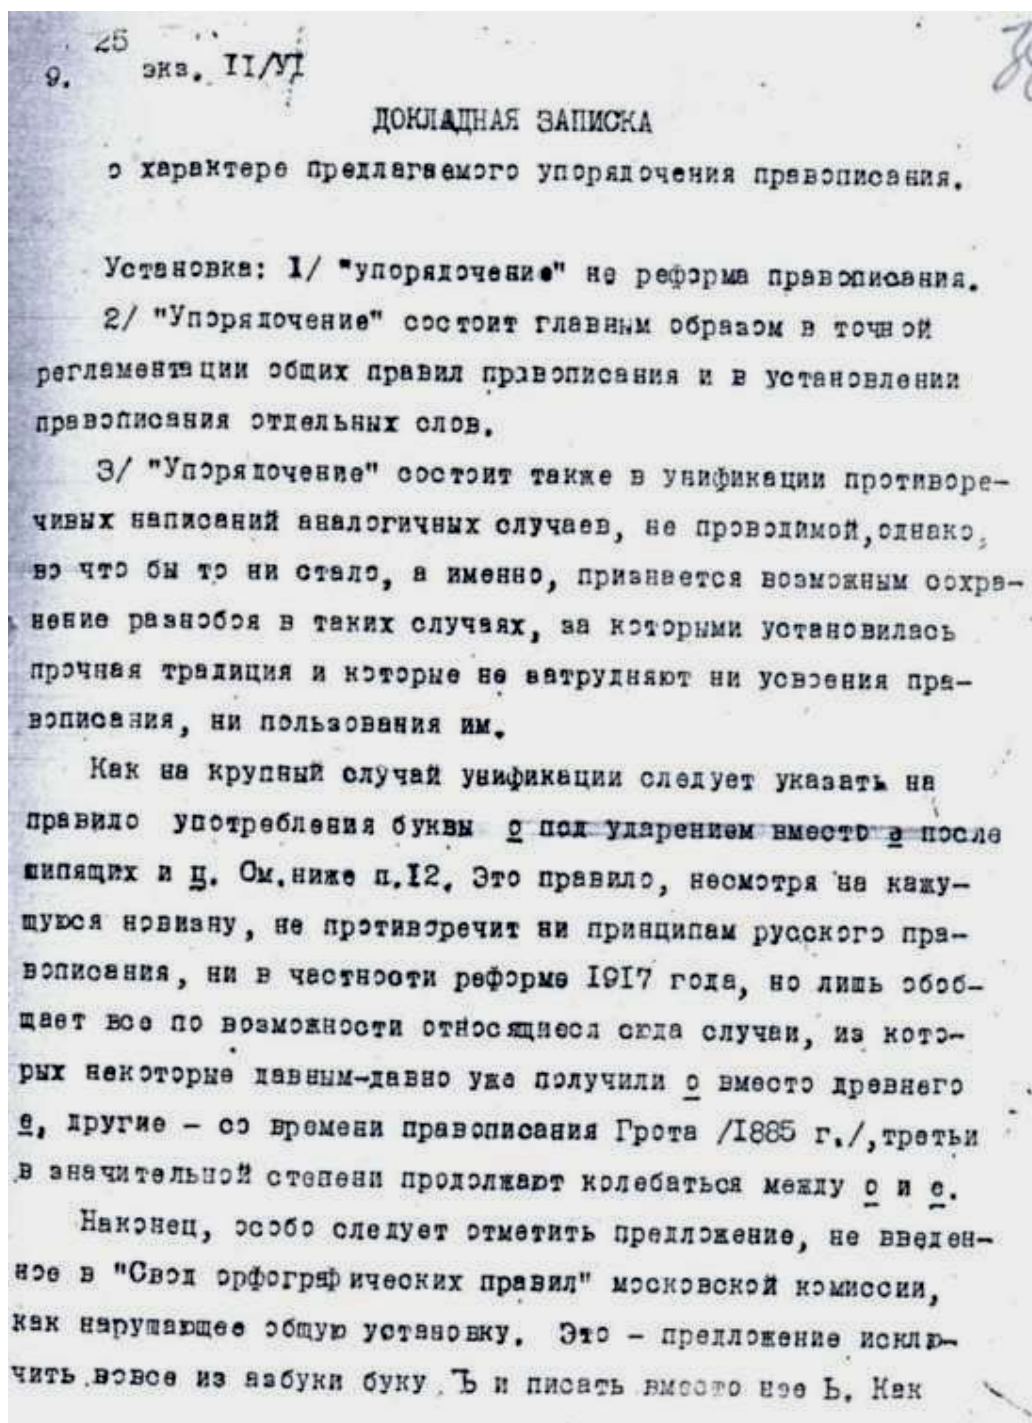 25
9.
экз. II/VI
ДОКЛАДНАЯ ЗАПИСКА
о характере предлагаемого упорядочения правописания.
Установка: 1/ "упорядочение" не реформа правописания.
2/ "Упорядочение" состоит главным образом в точной
регламентации общих правил правописания и в установлении
правописания отдельных слов.
3/ "Упорядочение" состоит также в унификации противоре-
чивых написаний аналогичных случаев, не проводимой, однако,
во что бы то ни стало, а именно, признается возможным сохра-
нение разнобоя в таких случаях, за которыми установилась
прочная традиция и которые не затрудняют ни усвоения пра-
вописания, ни пользования им.
Как на крупный случай унификации следует указать на
правило употребления буквы о под ударением вместо е после
шипящих и ц. См.ниже п.12. Это правило, несмотря на кажу-
щуюся новизну, не противоречит ни принципам русского пра-
вописания, ни в частности реформе 1917 года, но лишь обоб-
щает все по возможности относящиеся сюда случаи, из кото-
рых некоторые давным-давно уже получили о вместо древнего
е, другие - со времени правописания Грота /1885 г./,третьи
в значительной степени продолжают колебаться между о и е.
Наконец, особо следует отметить предложение, не введен-
ное в "Свод орфографических правил" московской комиссии,
как нарушающее общую установку. Это - предложение исклю-
чить вовсе из азбуки буку Ъ и писать вместо нее Ь. Как